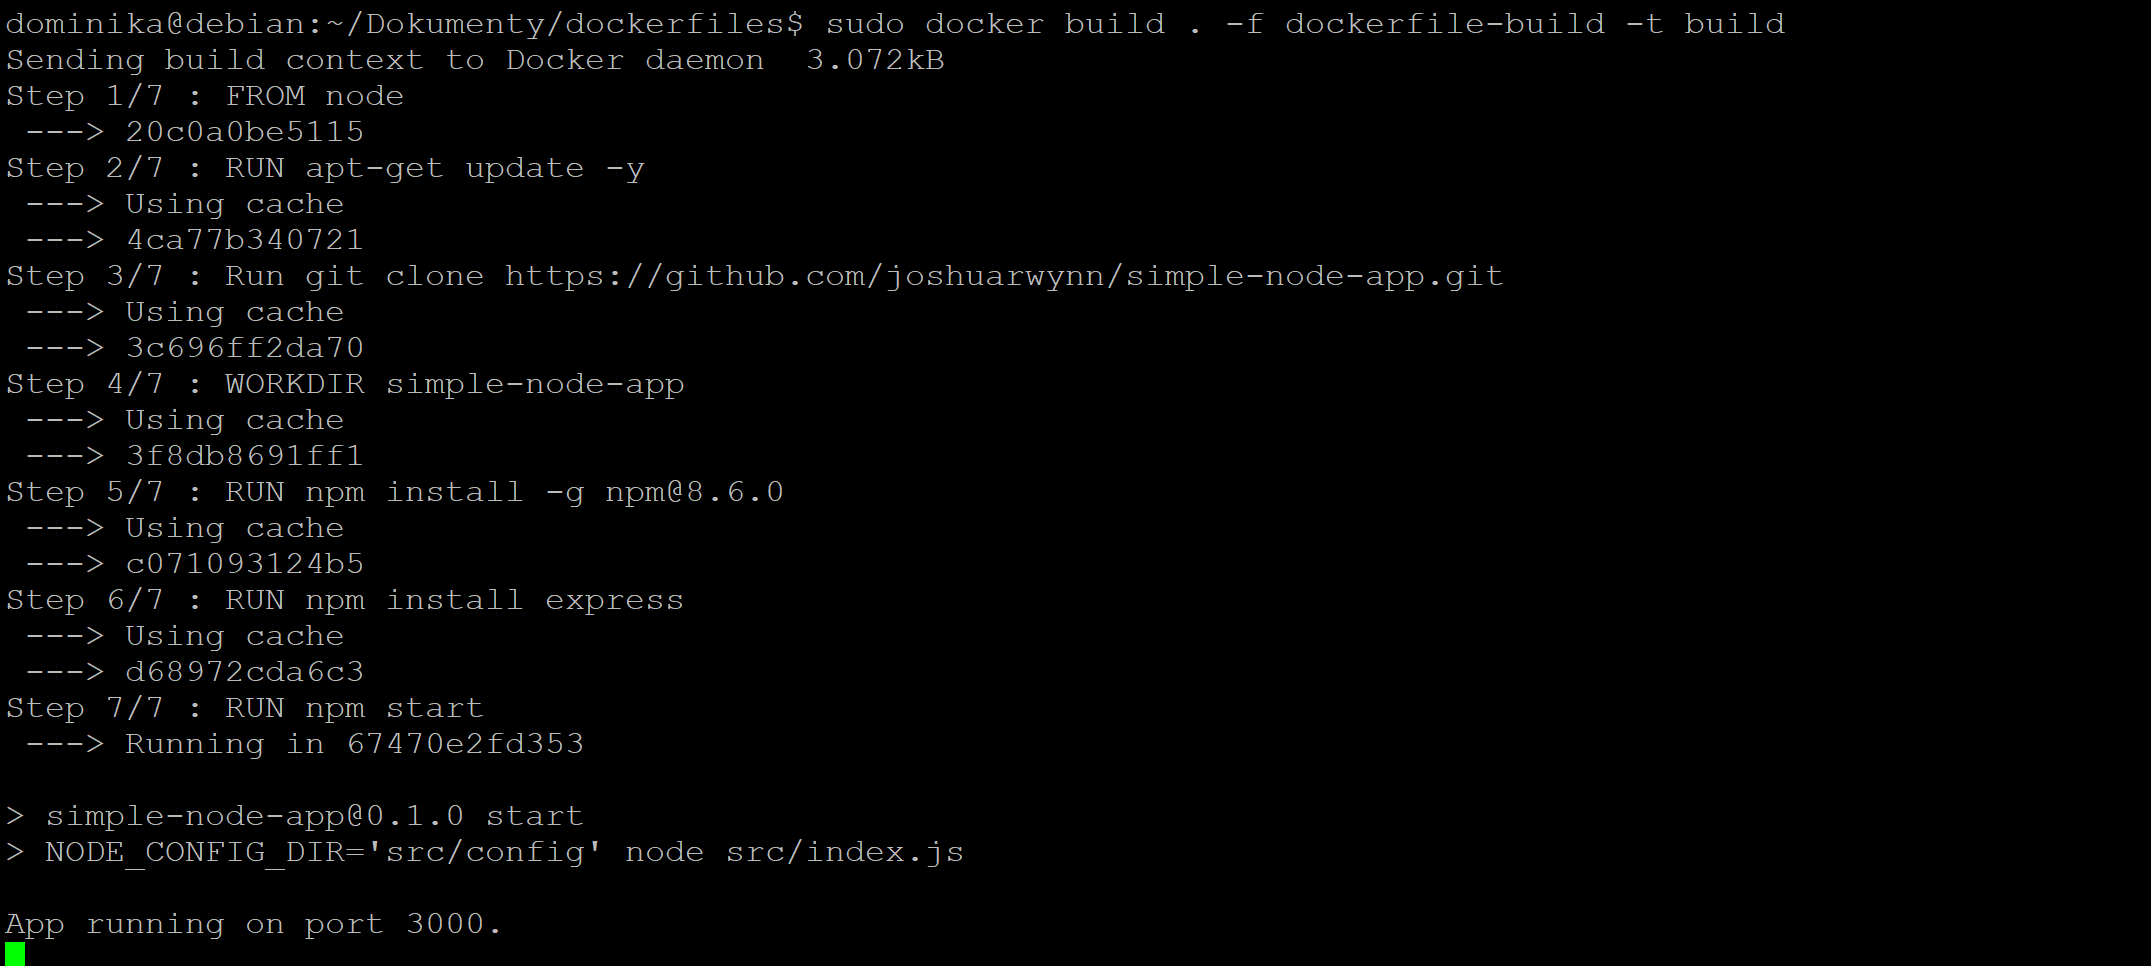 dominika@debian:~/Dokumenty/dockerfiles$ sudo docker build . -f dockerfile-build -t build
Sending build context to Docker daemon  3.072kB
Step 1/7 : FROM node
 ---> 20c0a0be5115
Step 2/7 : RUN apt-get update -y
 ---> Using cache
 ---> 4ca77b340721
Step 3/7 : Run git clone https://github.com/joshuarwynn/simple-node-app.git
 ---> Using cache
 ---> 3c696ff2da70
Step 4/7 : WORKDIR simple-node-app
 ---> Using cache
 ---> 3f8db8691ff1
Step 5/7 : RUN npm install -g npm@8.6.0
 ---> Using cache
 ---> c071093124b5
Step 6/7 : RUN npm install express
 ---> Using cache
 ---> d68972cda6c3
Step 7/7 : RUN npm start
 ---> Running in 67470e2fd353

> simple-node-app@0.1.0 start
> NODE_CONFIG_DIR='src/config' node src/index.js

App running on port 3000.